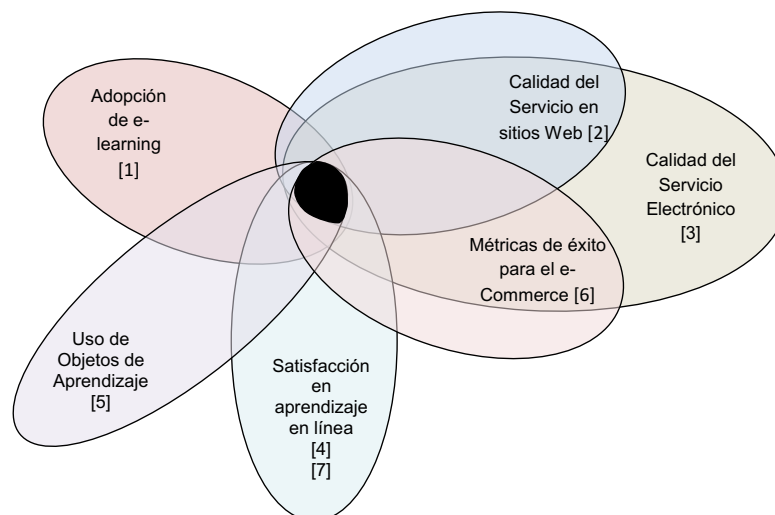 Adopción
de e-
learning
[1]
Calidad del
Servicio en
sitios Web [2]
Calidad del
Servicio
Electrónico
[3]
Métricas de éxito
para el e-
Commerce [6]
Uso de
Objetos de
Aprendizaje
[5]
Satisfacción
en
aprendizaje
en línea
[4]
[7]